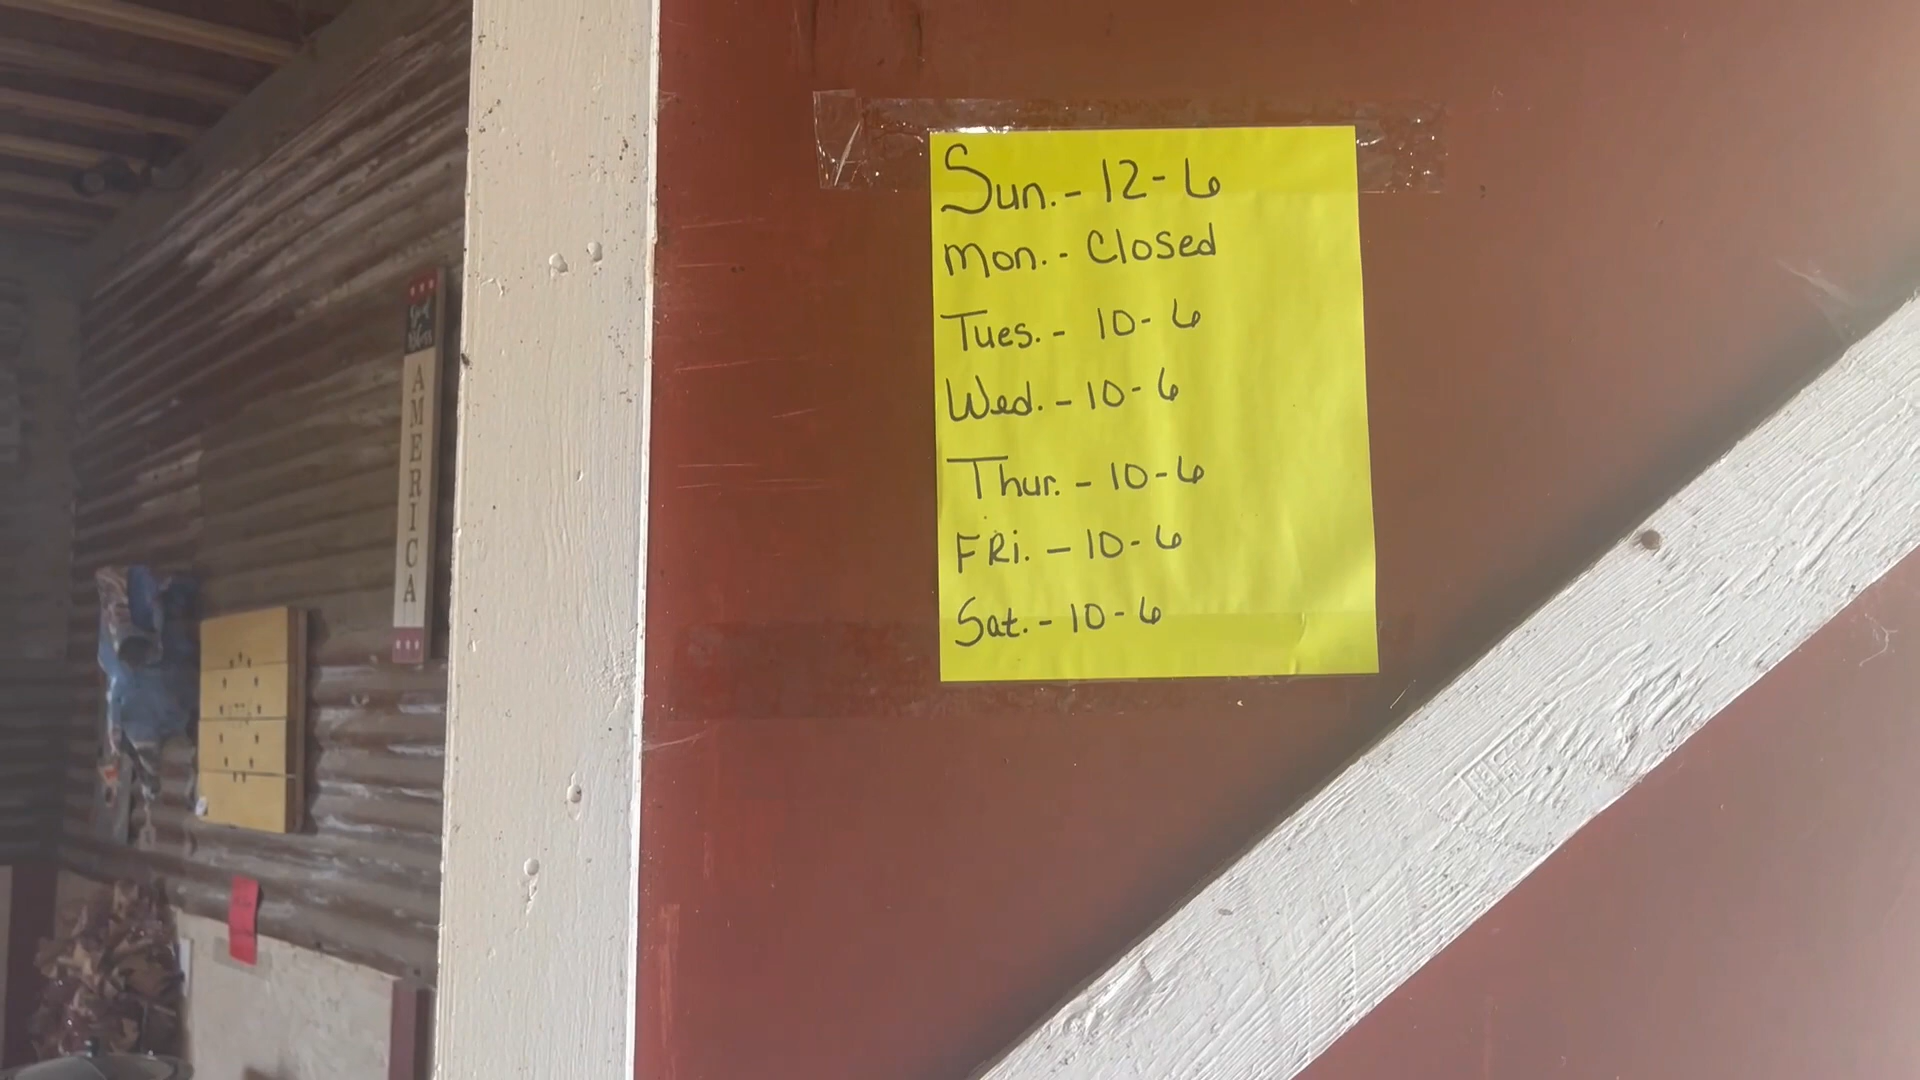 Sun. - 12 - 6
Mon. - Closed
Tues. - 10 - 6
Wed. - 10 - 6
Thur. - 10 - 6
FRi. - 10 - 6
Sat. - 10 - 6
AMERICA